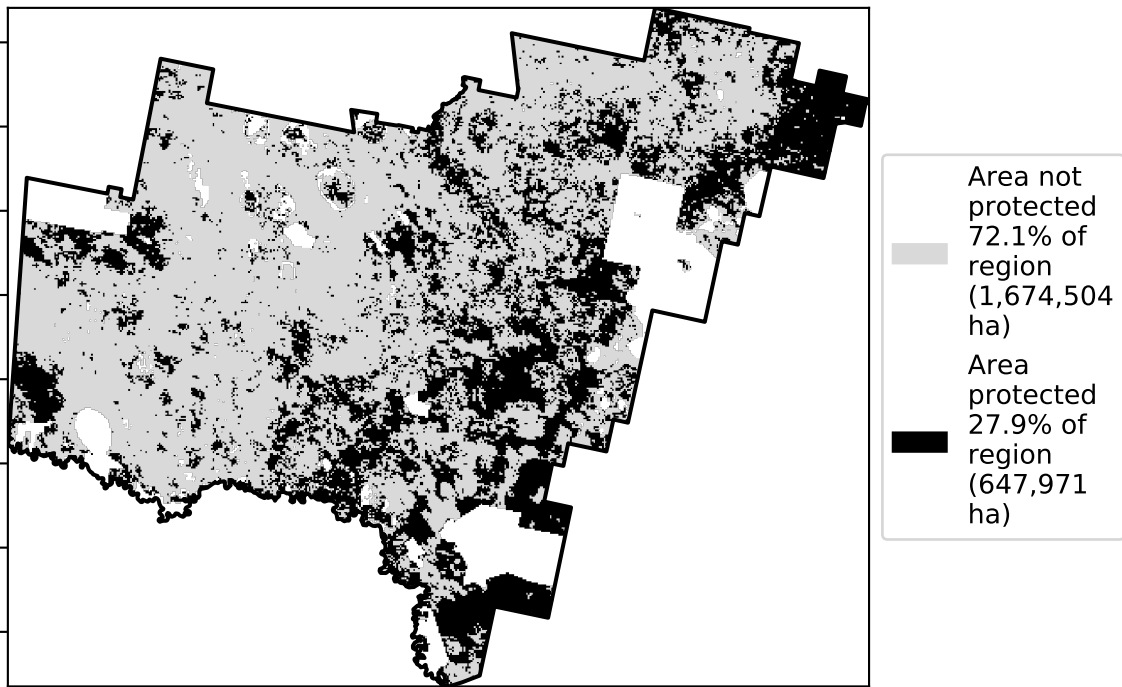 Area not
protected
72.1% of
region
(1,674,504
ha)
Area
protected
27.9% of
region
(647,971
ha)